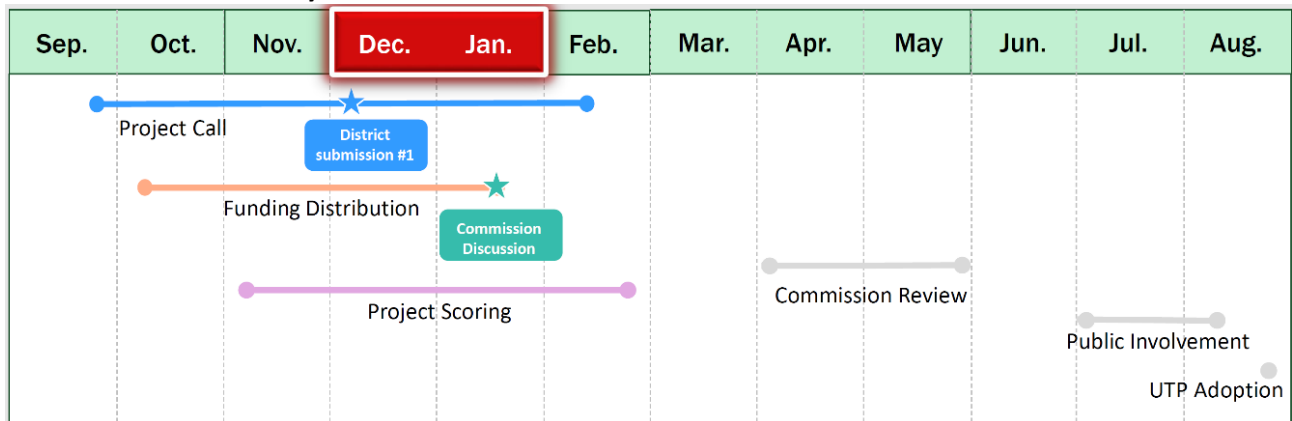 Sep. Oct. Nov. Dec. Jan. Feb. Mar. Apr. May Jun. Jul. Aug.
Project Call
District
submission #1
Funding Distribution
Commission
Discussion
Project Scoring
Commission Review
Public Involvement
UTP Adoption